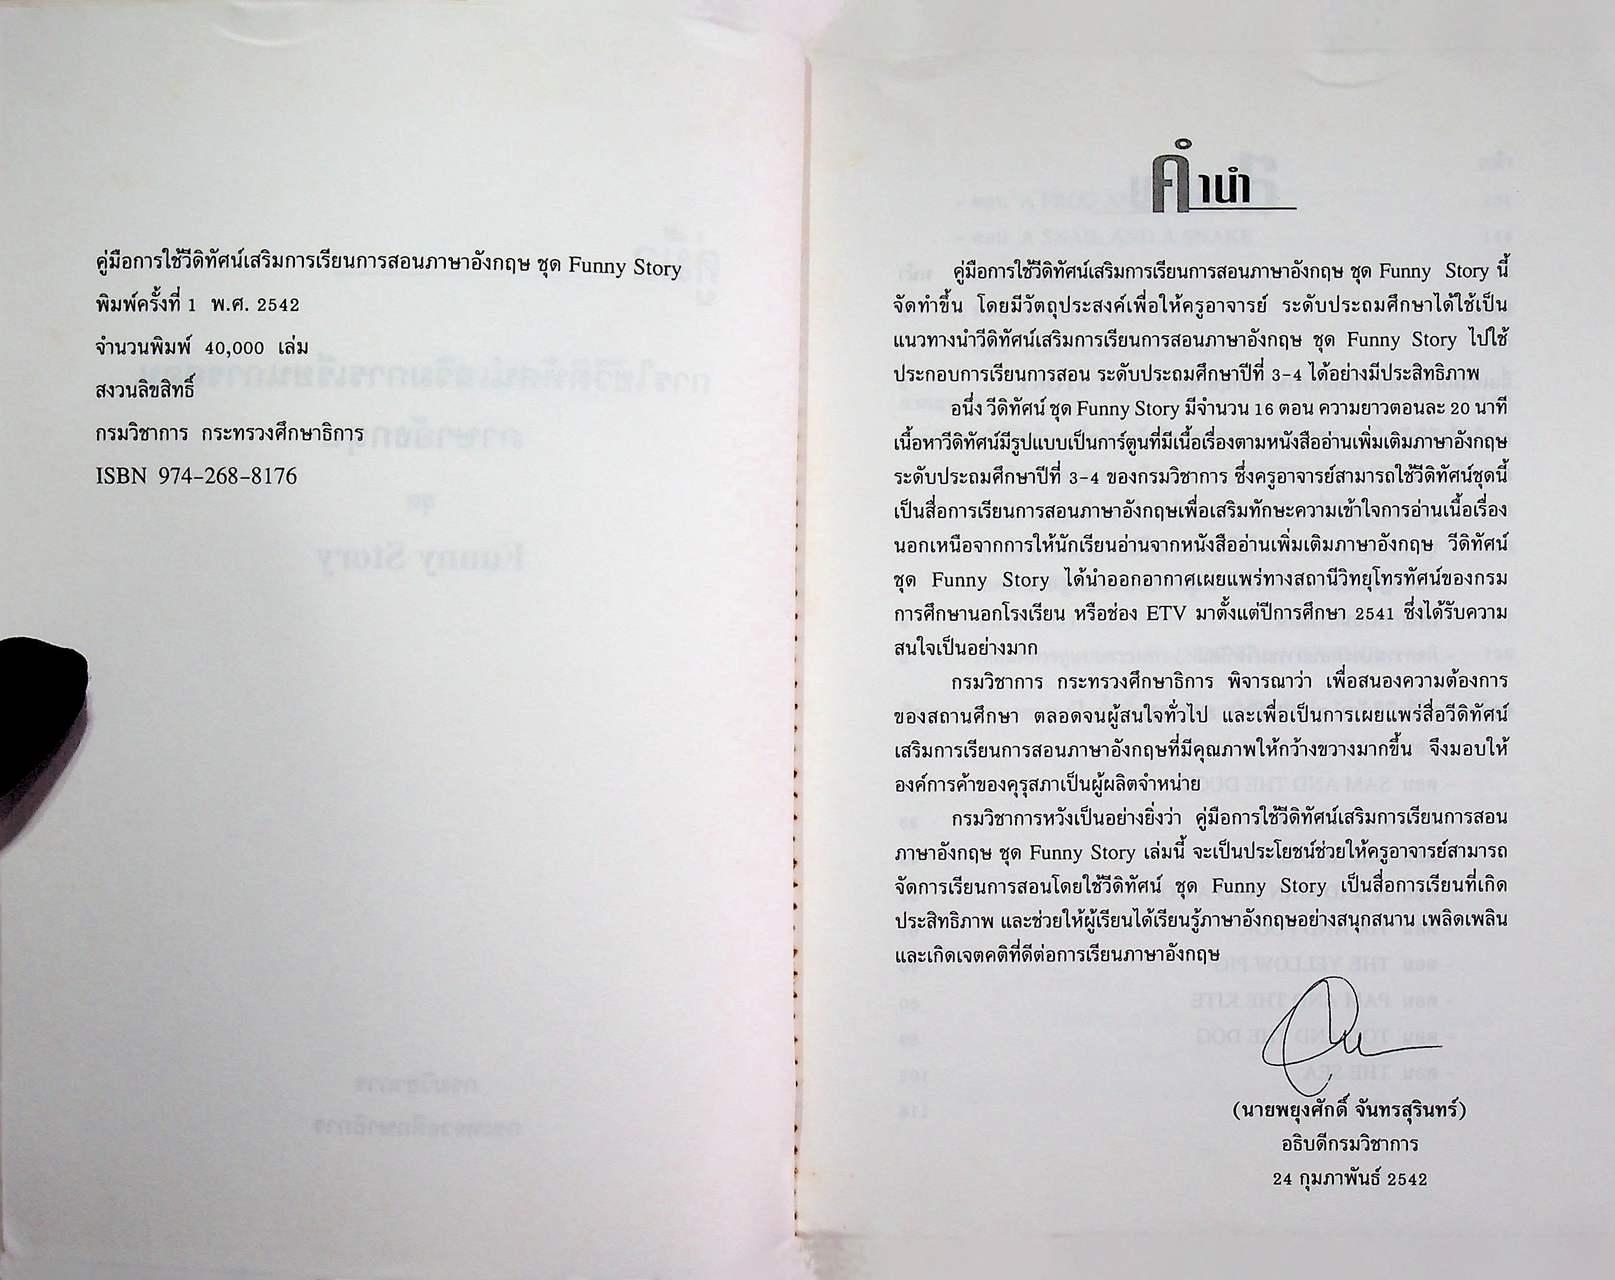 คู่มือการใช้วีดิทัศน์เสริมการเรียนการสอนภาษาอังกฤษ ชุด Funny Story
พิมพ์ครั้งที่ 1 พ.ศ. 2542
จำนวนพิมพ์ 40,000 เล่ม
สงวนลิขสิทธิ์
กรมวิชาการ กระทรวงศึกษาธิการ
ISBN 974-268-8176
คำนำ
คู่มือการใช้วีดิทัศน์เสริมการเรียนการสอนภาษาอังกฤษ ชุด Funny Story นี้
จัดทำขึ้น โดยมีวัตถุประสงค์เพื่อให้ครูอาจารย์ ระดับประถมศึกษาได้ใช้เป็น
แนวทางนำวีดิทัศน์เสริมการเรียนการสอนภาษาอังกฤษ ชุด Funny Story ไปใช้
ประกอบการเรียนการสอน ระดับประถมศึกษาปีที่ 3-4 ได้อย่างมีประสิทธิภาพ
อนึ่ง วีดิทัศน์ ชุด Funny Story มีจำนวน 16 ตอน ความยาวตอนละ 20 นาที
เนื้อหาวีดิทัศน์มีรูปแบบเป็นการ์ตูนที่มีเนื้อเรื่องตามหนังสืออ่านเพิ่มเติมภาษาอังกฤษ
ระดับประถมศึกษาปีที่ 3-4 ของกรมวิชาการ ซึ่งครูอาจารย์สามารถใช้วีดิทัศน์ชุดนี้
เป็นสื่อการเรียนการสอนภาษาอังกฤษเพื่อเสริมทักษะความเข้าใจการอ่านเนื้อเรื่อง
นอกเหนือจากการให้นักเรียนอ่านจากหนังสืออ่านเพิ่มเติมภาษาอังกฤษ วีดิทัศน์
ชุด Funny Story ได้นำออกอากาศเผยแพร่ทางสถานีวิทยุโทรทัศน์ของกรม
การศึกษานอกโรงเรียน หรือช่อง ETV มาตั้งแต่ปีการศึกษา 2541 ซึ่งได้รับความ
สนใจเป็นอย่างมาก
กรมวิชาการ กระทรวงศึกษาธิการ พิจารณาว่า เพื่อสนองความต้องการ
ของสถานศึกษา ตลอดจนผู้สนใจทั่วไป และเพื่อเป็นการเผยแพร่สื่อวีดิทัศน์
เสริมการเรียนการสอนภาษาอังกฤษที่มีคุณภาพให้กว้างขวางมากขึ้น จึงมอบให้
องค์การค้าของคุรุสภาเป็นผู้ผลิตจำหน่าย
กรมวิชาการหวังเป็นอย่างยิ่งว่า คู่มือการใช้วีดิทัศน์เสริมการเรียนการสอน
ภาษาอังกฤษ ชุด Funny Story เล่มนี้ จะเป็นประโยชน์ช่วยให้ครูอาจารย์สามารถ
จัดการเรียนการสอนโดยใช้วีดิทัศน์ ชุด Funny Story เป็นสื่อการเรียนที่เกิด
ประสิทธิภาพ และช่วยให้ผู้เรียนได้เรียนรู้ภาษาอังกฤษอย่างสนุกสนาน เพลิดเพลิน
และเกิดเจตคติที่ดีต่อการเรียนภาษาอังกฤษ
(นายพยุงศักดิ์ จันทรสุรินทร์)
อธิบดีกรมวิชาการ
24 กุมภาพันธ์ 2542